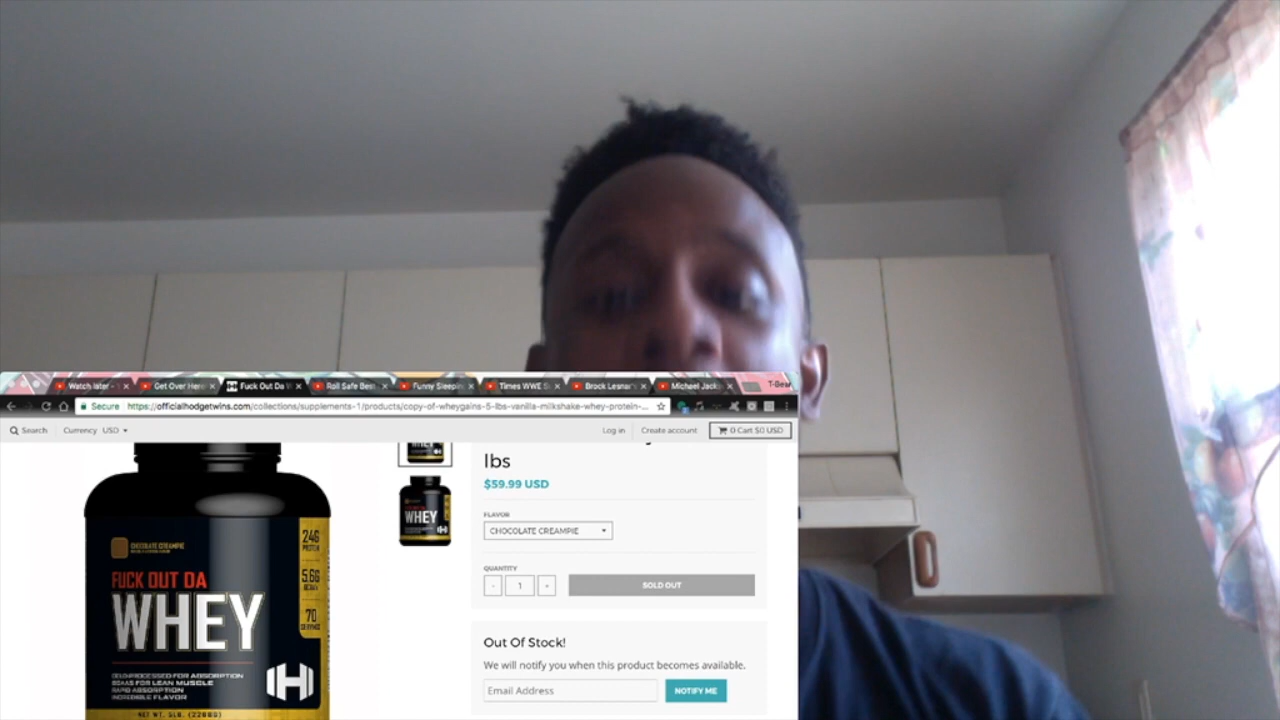 Watch later -
Get Over Here
Fuck Out Da W
Roll Safe Bes
Funny Sleepin
Times WWE S
Brock Lesnar
Michael Jack
T-Bear
Secure
https://officialhodgetwins.com/collections/supplements-1/products/copy-of-wheygains-5-lbs-vanilla-milkshake-whey-protein-...
Search
Currency USD
Log in
Create account
0 Cart $0 USD
lbs
$59.99 USD
FLAVOR
CHOCOLATE CREAMPIE
QUANTITY
- 1 +
SOLD OUT
Out Of Stock!
We will notify you when this product becomes available.
Email Address
NOTIFY ME
CHOCOLATE CREAMPIE
FUCK OUT DA
WHEY
COLD-PROCESSED FOR ABSORPTION
BCAAS FOR LEAN MUSCLE
RAPID ABSORPTION
INCREDIBLE FLAVOR
NET WT. 5LB. (2288G)
24G
PROTEIN
5.6G
BCAAS
70
SERVINGS
WHEY